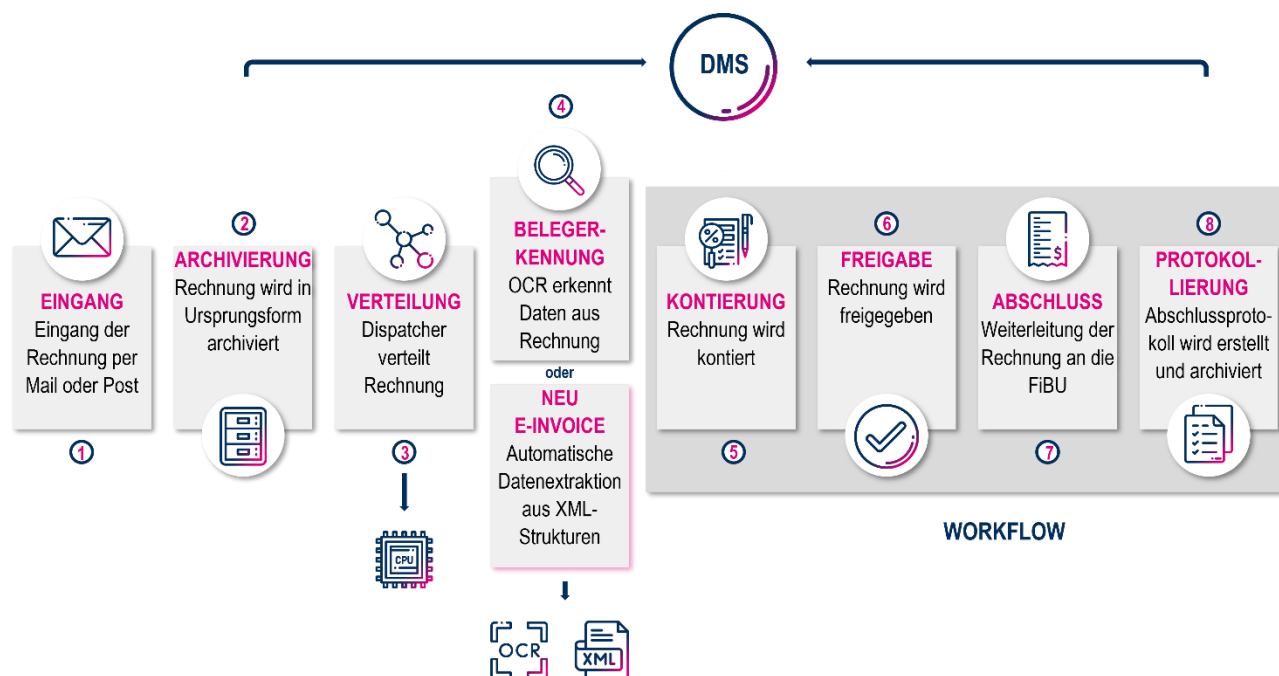 DMS
1
EINGANG
Eingang der
Rechnung per
Mail oder Post
2
ARCHIVIERUNG
Rechnung wird in
Ursprungsform
archiviert
3
VERTEILUNG
Dispatcher
verteilt
Rechnung
CPU
4
BELEGER-
KENNUNG
OCR erkennt
Daten aus
Rechnung
oder
NEU
E-INVOICE
Automatische
Datenextraktion
aus XML-
Strukturen
OCR
XML
5
KONTIERUNG
Rechnung wird
kontiert
6
FREIGABE
Rechnung wird
freigegeben
7
ABSCHLUSS
Weiterleitung der
Rechnung an die
FiBU
$
8
PROTOKOL-
LIERUNG
Abschlussproto-
koll wird erstellt
und archiviert
WORKFLOW